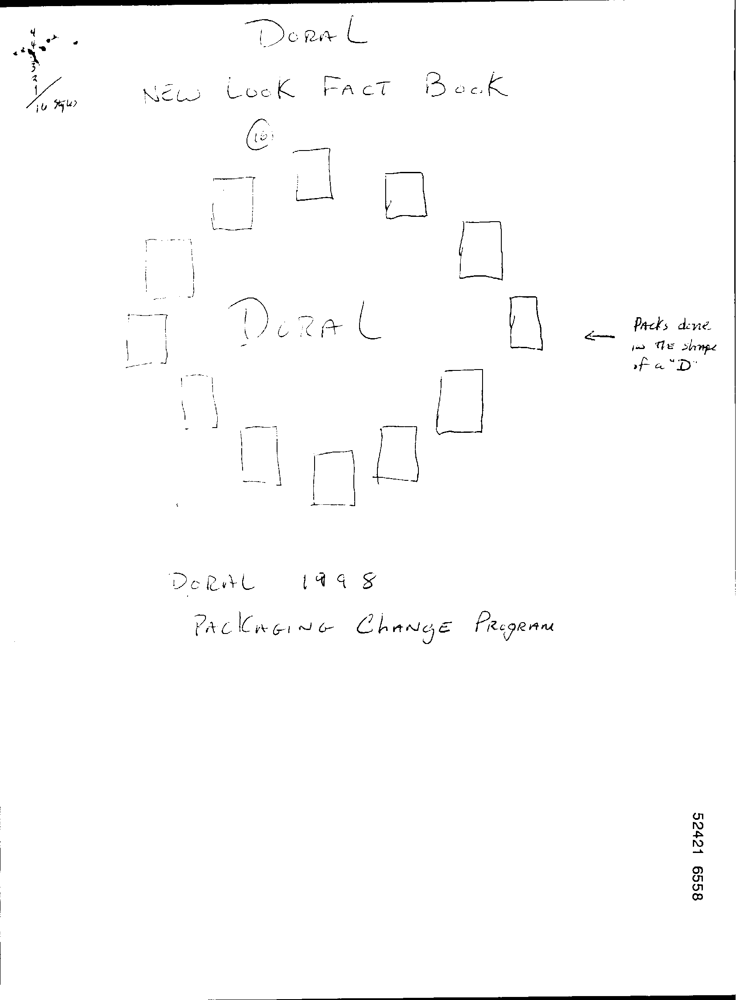 DORAL
NEW LOOK FACT BOOK
16
DORAL
← Packs done
in THE shape
of a "D"
DORAL 1998
PACKAGING CHANGE PROGRAM
52421 6558